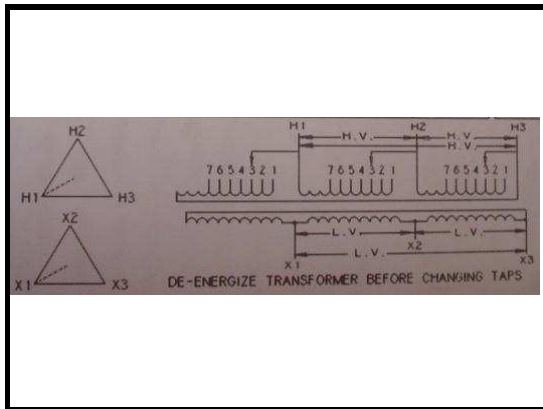 H2
H1 H3
X2
X1 X3
H1 H2 H3
H.V. H.V.
H.V.
7 6 5 4 3 2 1 7 6 5 4 3 2 1 7 6 5 4 3 2 1
L.V. L.V.
X1 X2 X3
L.V.
DE-ENERGIZE TRANSFORMER BEFORE CHANGING TAPS